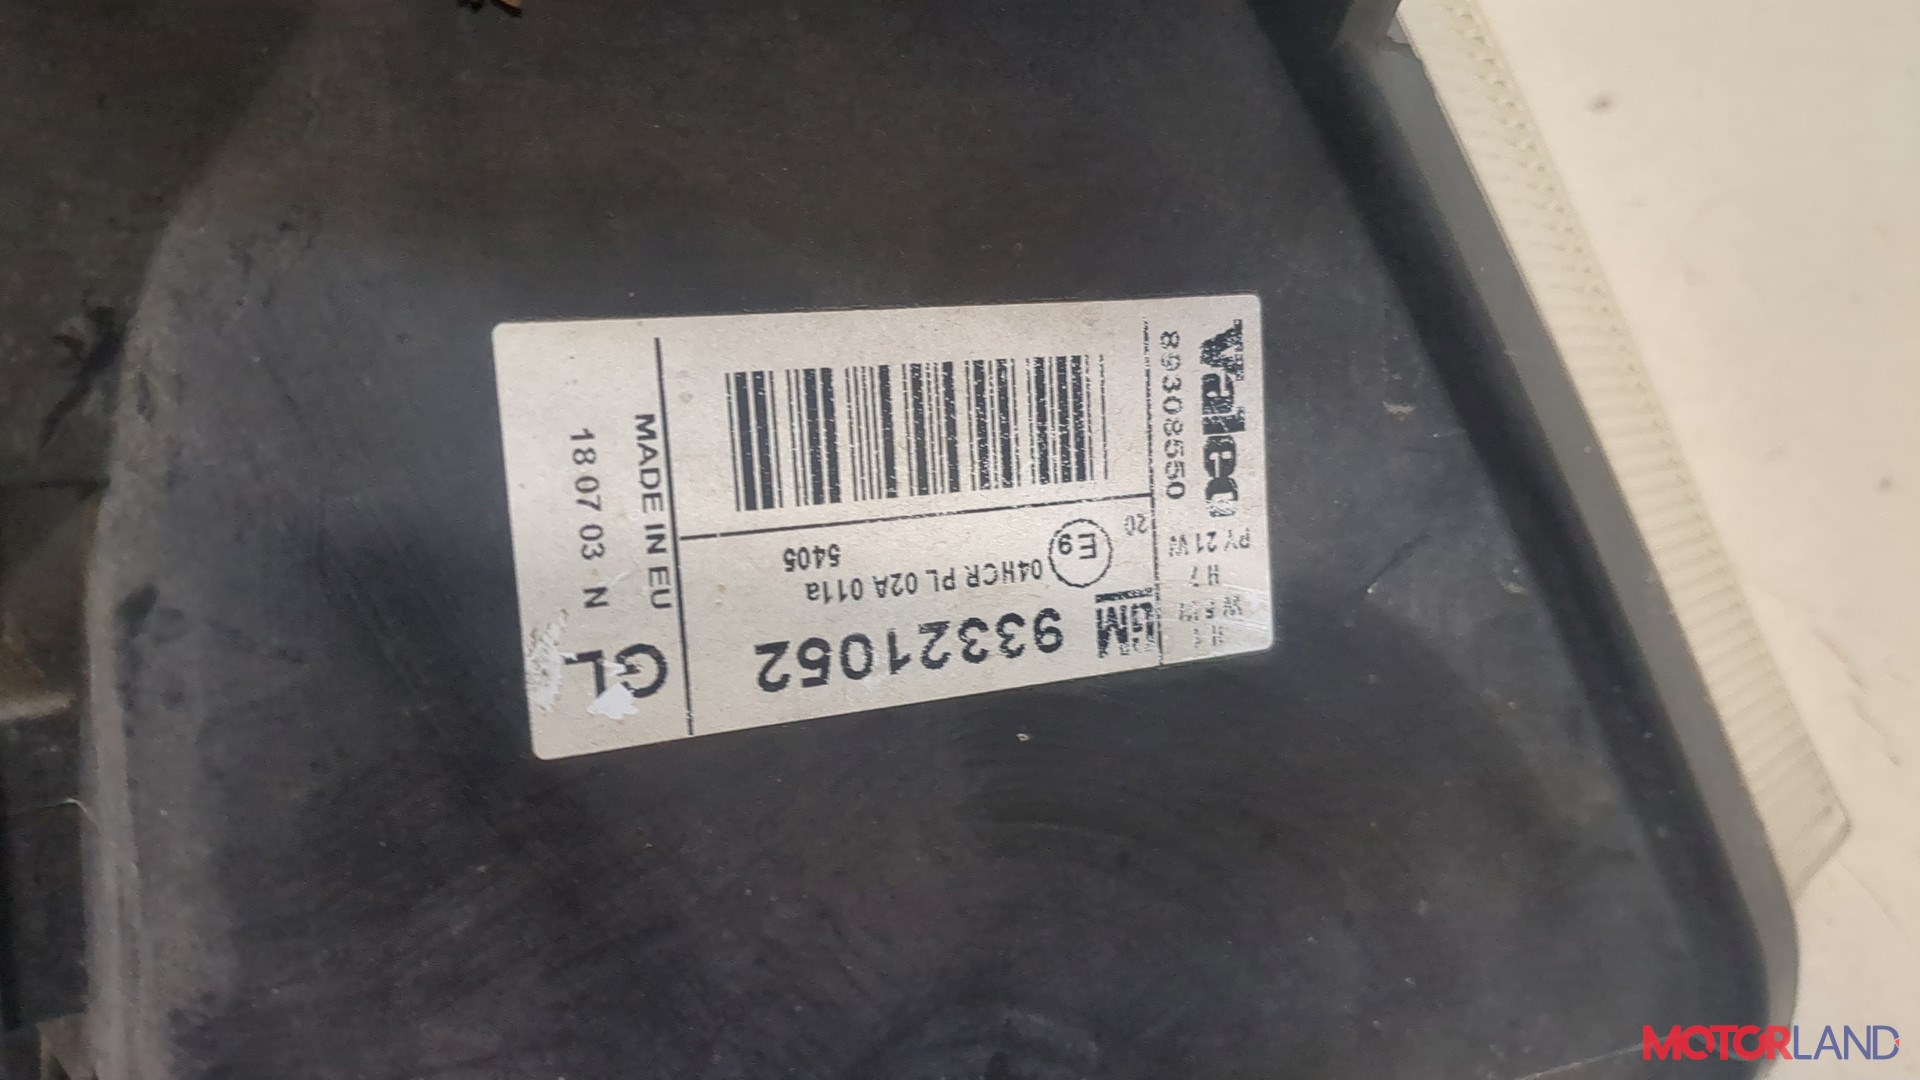 Valeo
89308550
PY 21W
H 7
GM
93321052
04HCR PL 02A 011a
5405
E9
20
MADE IN EU
18 07 03 N
GL
MOTORLAND